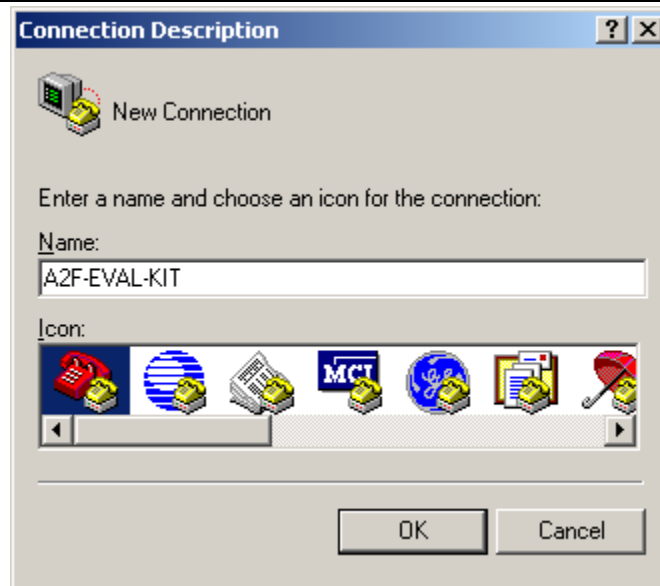 Connection Description
New Connection
Enter a name and choose an icon for the connection:
Name:
A2F-EVAL-KIT
Icon:
MCI
OK Cancel